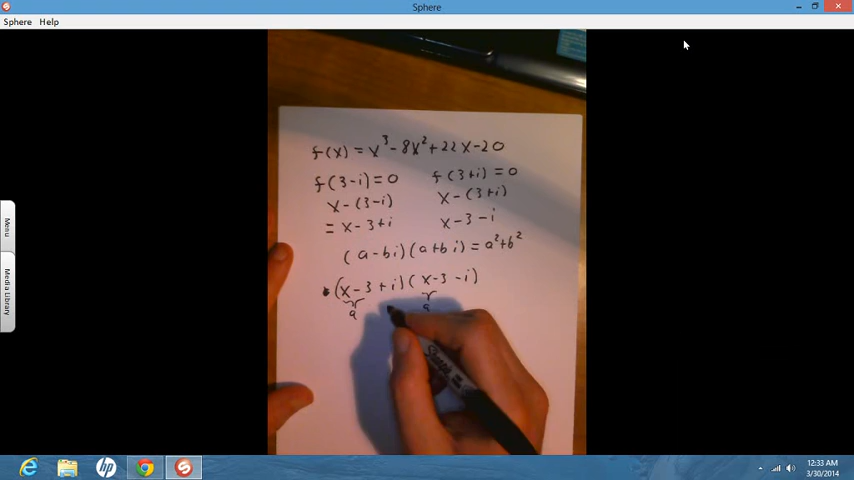 Sphere
Sphere Help
f(x) = x³ - 8x² + 22x - 20
f(3-i) = 0 f(3+i) = 0
x - (3-i) x - (3+i)
= x - 3 + i x - 3 - i
(a - bi)(a + bi) = a² + b²
(x - 3 + i)(x - 3 - i)
a a
Menu
Media Library
Sharpie
12:33 AM
3/30/2014